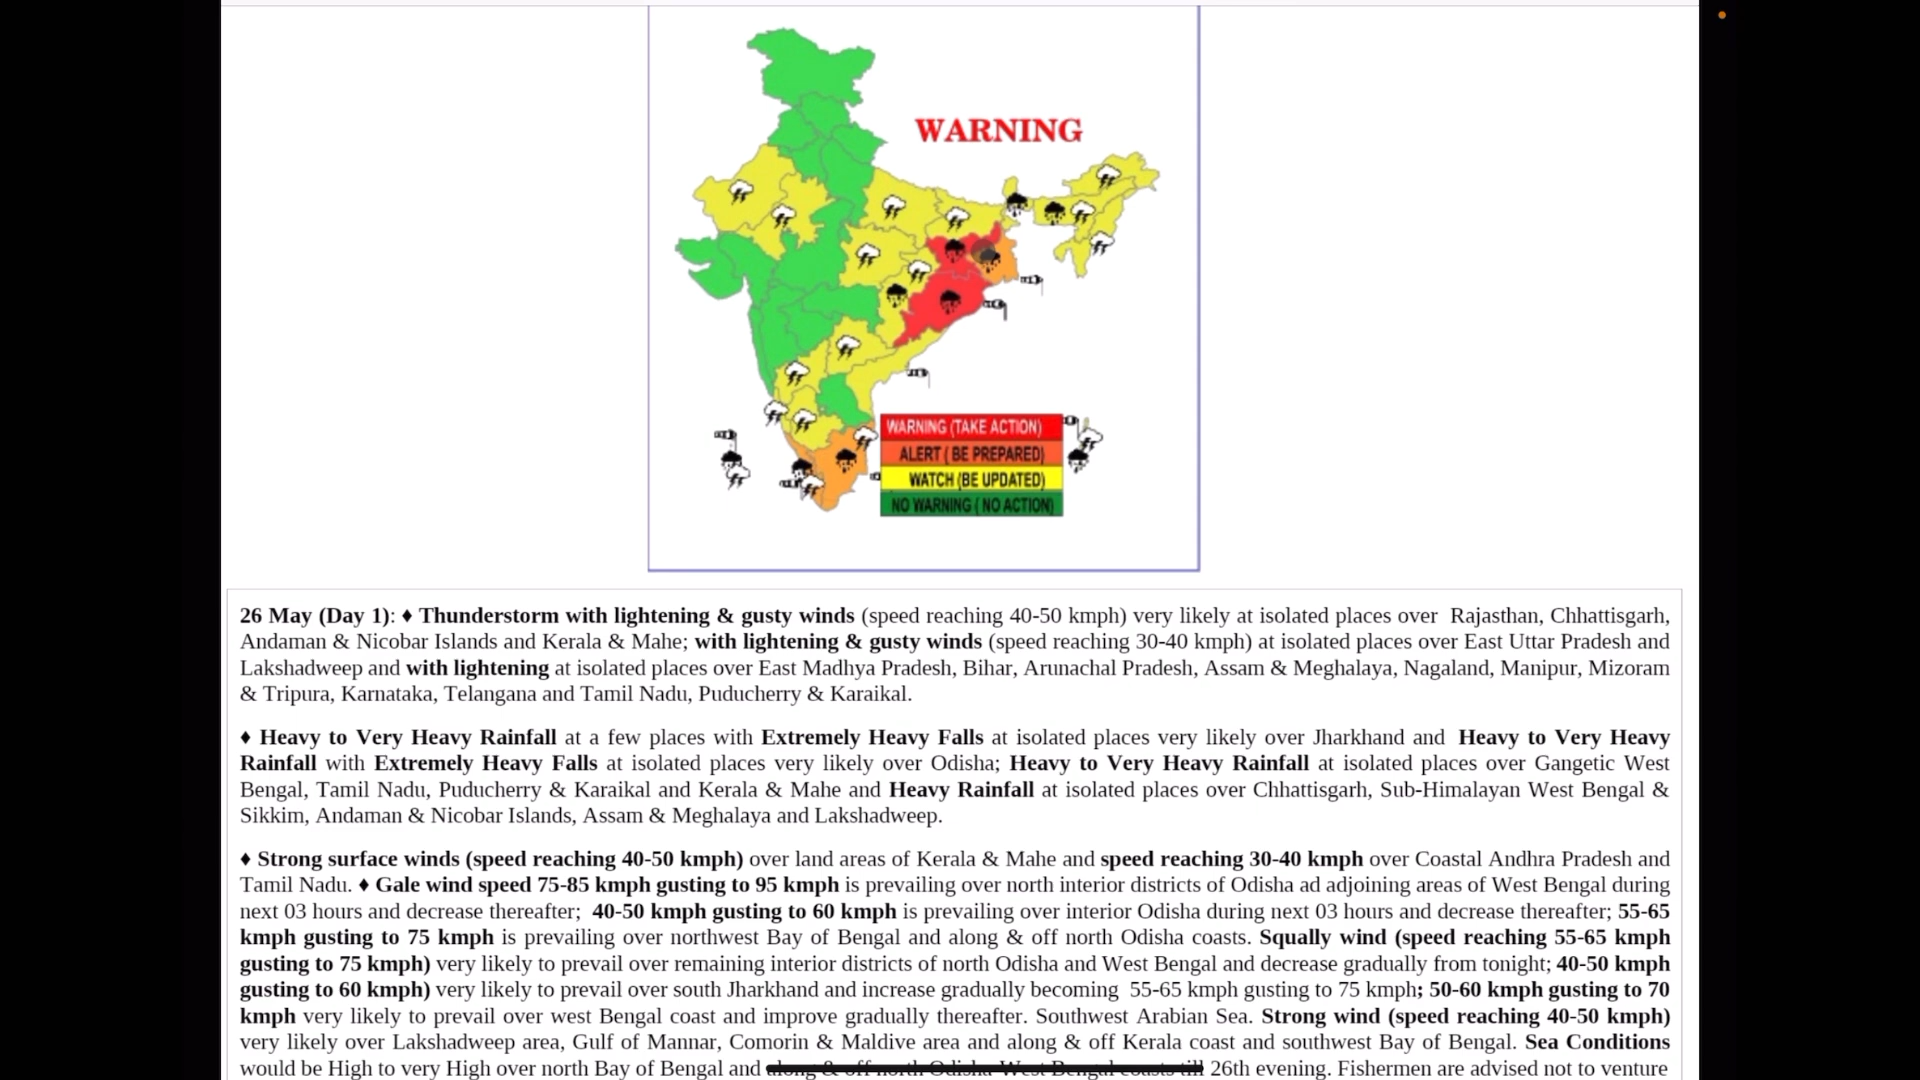 WARNING
WARNING (TAKE ACTION)
ALERT ( BE PREPARED)
WATCH (BE UPDATED)
NO WARNING ( NO ACTION)
26 May (Day 1): ♦ Thunderstorm with lightening & gusty winds (speed reaching 40-50 kmph) very likely at isolated places over Rajasthan, Chhattisgarh,
Andaman & Nicobar Islands and Kerala & Mahe; with lightening & gusty winds (speed reaching 30-40 kmph) at isolated places over East Uttar Pradesh and
Lakshadweep and with lightening at isolated places over East Madhya Pradesh, Bihar, Arunachal Pradesh, Assam & Meghalaya, Nagaland, Manipur, Mizoram
& Tripura, Karnataka, Telangana and Tamil Nadu, Puducherry & Karaikal.
♦ Heavy to Very Heavy Rainfall at a few places with Extremely Heavy Falls at isolated places very likely over Jharkhand and Heavy to Very Heavy
Rainfall with Extremely Heavy Falls at isolated places very likely over Odisha; Heavy to Very Heavy Rainfall at isolated places over Gangetic West
Bengal, Tamil Nadu, Puducherry & Karaikal and Kerala & Mahe and Heavy Rainfall at isolated places over Chhattisgarh, Sub-Himalayan West Bengal &
Sikkim, Andaman & Nicobar Islands, Assam & Meghalaya and Lakshadweep.
♦ Strong surface winds (speed reaching 40-50 kmph) over land areas of Kerala & Mahe and speed reaching 30-40 kmph over Coastal Andhra Pradesh and
Tamil Nadu. ♦ Gale wind speed 75-85 kmph gusting to 95 kmph is prevailing over north interior districts of Odisha ad adjoining areas of West Bengal during
next 03 hours and decrease thereafter; 40-50 kmph gusting to 60 kmph is prevailing over interior Odisha during next 03 hours and decrease thereafter; 55-65
kmph gusting to 75 kmph is prevailing over northwest Bay of Bengal and along & off north Odisha coasts. Squally wind (speed reaching 55-65 kmph
gusting to 75 kmph) very likely to prevail over remaining interior districts of north Odisha and West Bengal and decrease gradually from tonight; 40-50 kmph
gusting to 60 kmph) very likely to prevail over south Jharkhand and increase gradually becoming 55-65 kmph gusting to 75 kmph; 50-60 kmph gusting to 70
kmph very likely to prevail over west Bengal coast and improve gradually thereafter. Southwest Arabian Sea. Strong wind (speed reaching 40-50 kmph)
very likely over Lakshadweep area, Gulf of Mannar, Comorin & Maldive area and along & off Kerala coast and southwest Bay of Bengal. Sea Conditions
would be High to very High over north Bay of Bengal and along & off north Odisha-West Bengal coasts till 26th evening. Fishermen are advised not to venture